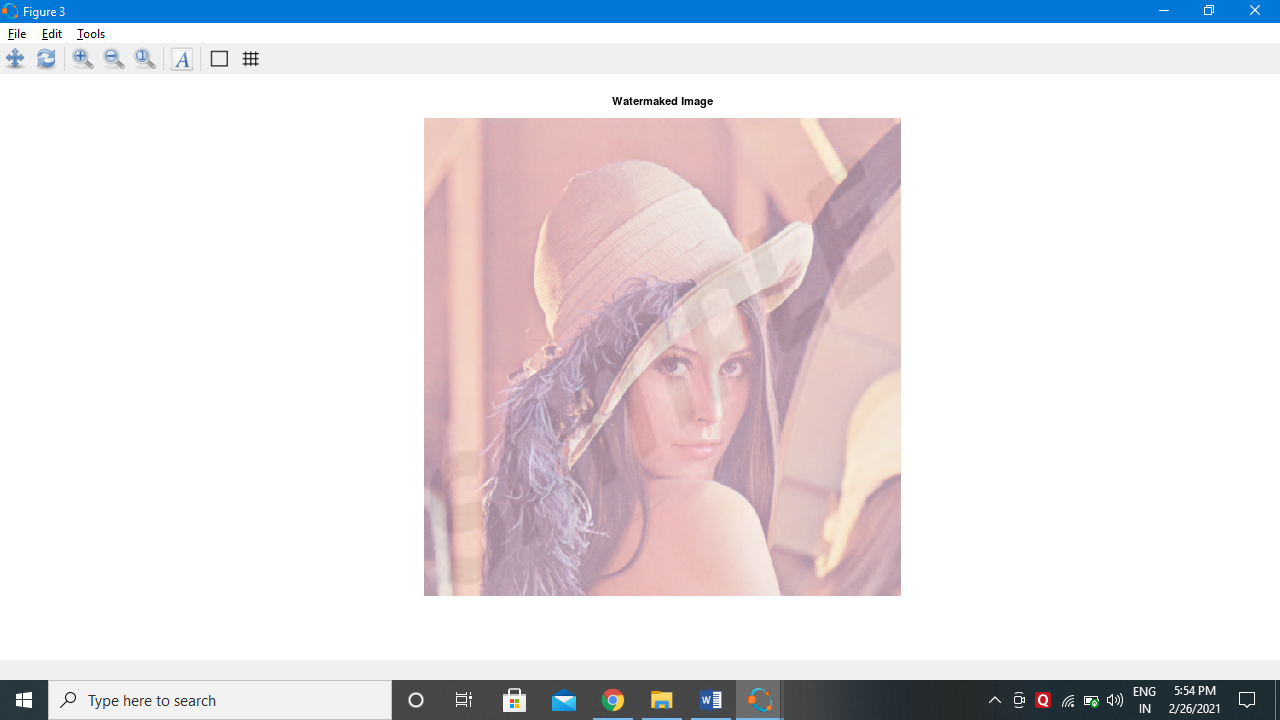 Figure 3
File Edit Tools
A
Watermaked Image
Type here to search
ENG
IN
5:54 PM
2/26/2021